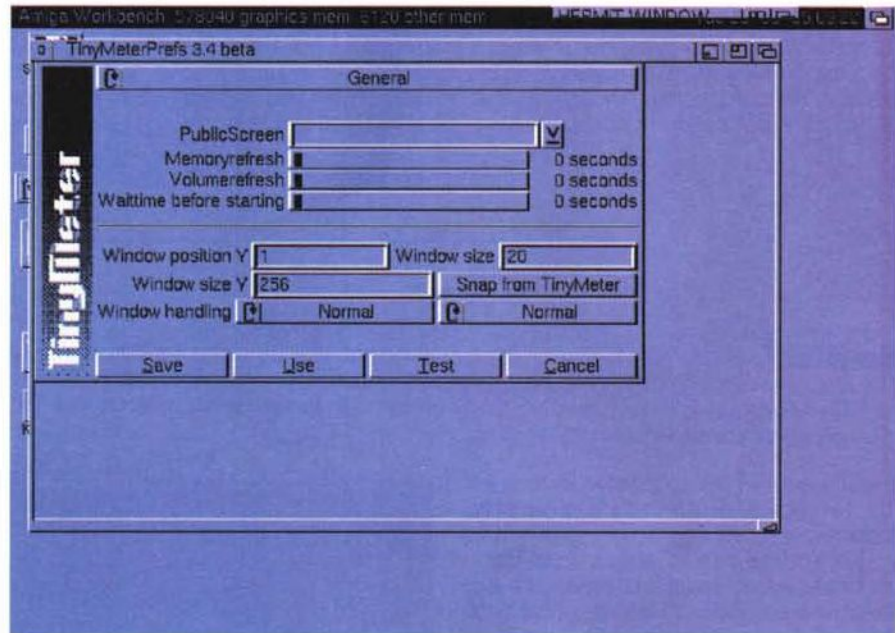 Amiga Workbench 578040 graphics mem 6120 other mem
HERMIT WINDOW
TinyMeterPrefs 3.4 beta
TinyMeter
General
PublicScreen
Memoryrefresh 0 seconds
Volumerefresh 0 seconds
Waittime before starting 0 seconds
Window position Y 1 Window size 20
Window size Y 256 Snap from TinyMeter
Window handling Normal Normal
Save Use Test Cancel